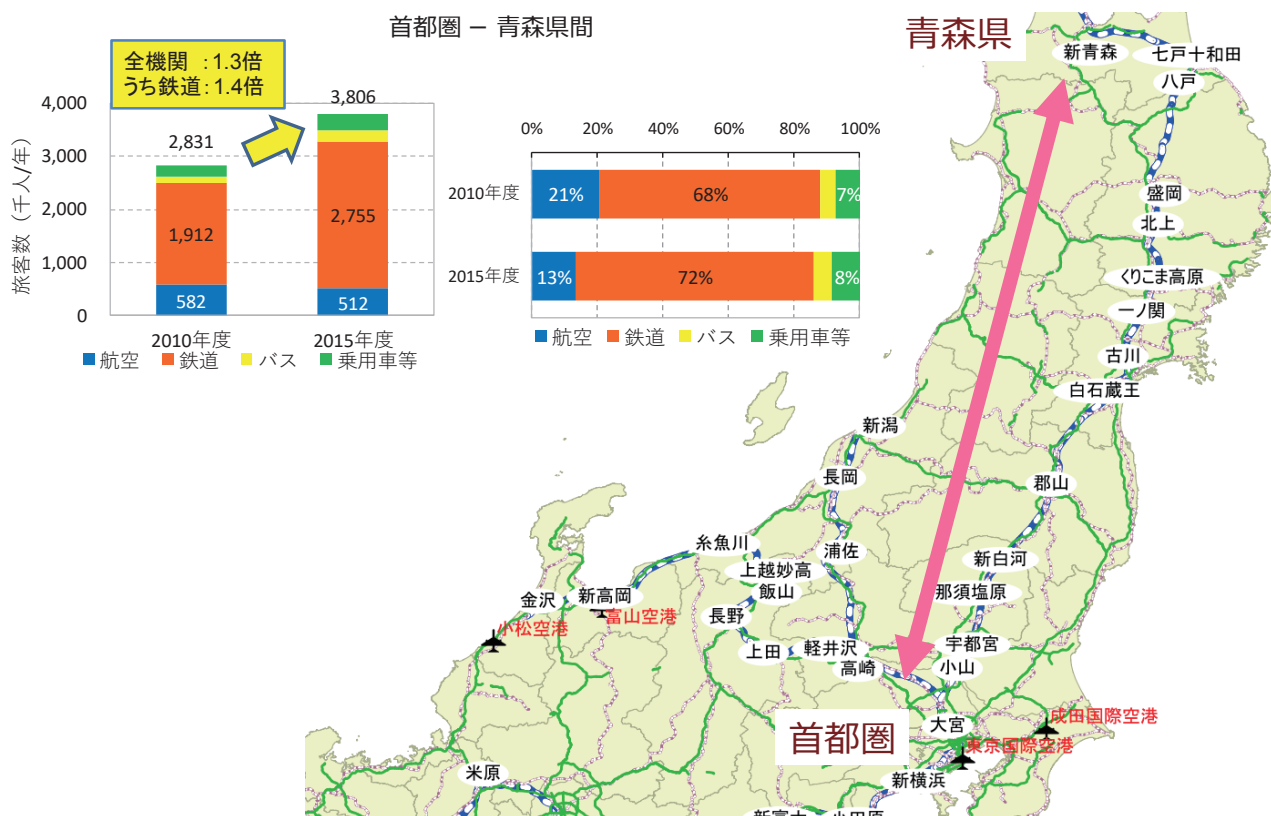 首都圏 － 青森県間
全機関 ：1.3倍
うち鉄道：1.4倍
旅客数（千人/年）
4,000
3,000
2,000
1,000
0
2,831
1,912
582
3,806
2,755
512
2010年度
2015年度
航空
鉄道
バス
乗用車等
0%
20%
40%
60%
80%
100%
2010年度
21%
68%
7%
2015年度
13%
72%
8%
航空
鉄道
バス
乗用車等
青森県
新青森
七戸十和田
八戸
盛岡
北上
くりこま高原
一ノ関
古川
白石蔵王
新潟
長岡
郡山
浦佐
糸魚川
上越妙高
飯山
新白河
那須塩原
新高岡
金沢
富山空港
小松空港
長野
上田
軽井沢
高崎
宇都宮
小山
大宮
首都圏
成田国際空港
東京国際空港
新横浜
米原
新富士
小田原